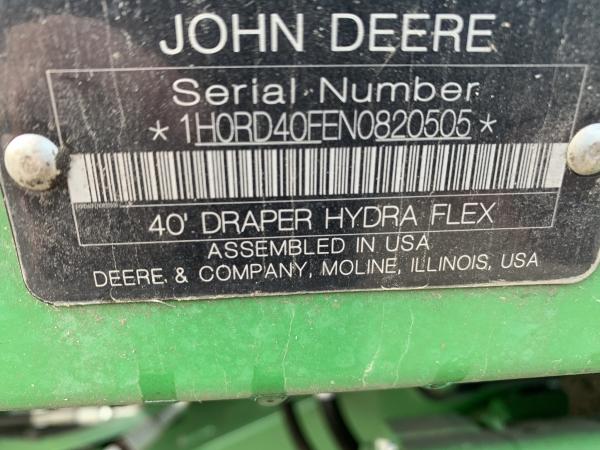 JOHN DEERE
Serial Number
*1H0RD40FEN0820505*
40' DRAPER HYDRA FLEX
ASSEMBLED IN USA
DEERE & COMPANY, MOLINE, ILLINOIS, USA